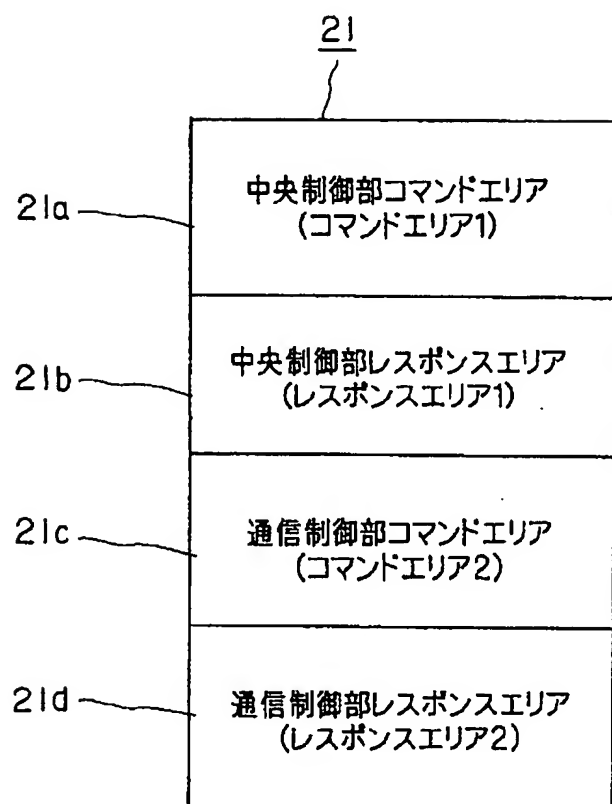 21
21a
中央制御部コマンドエリア
(コマンドエリア1)
21b
中央制御部レスポンスエリア
(レスポンスエリア1)
21c
通信制御部コマンドエリア
(コマンドエリア2)
21d
通信制御部レスポンスエリア
(レスポンスエリア2)